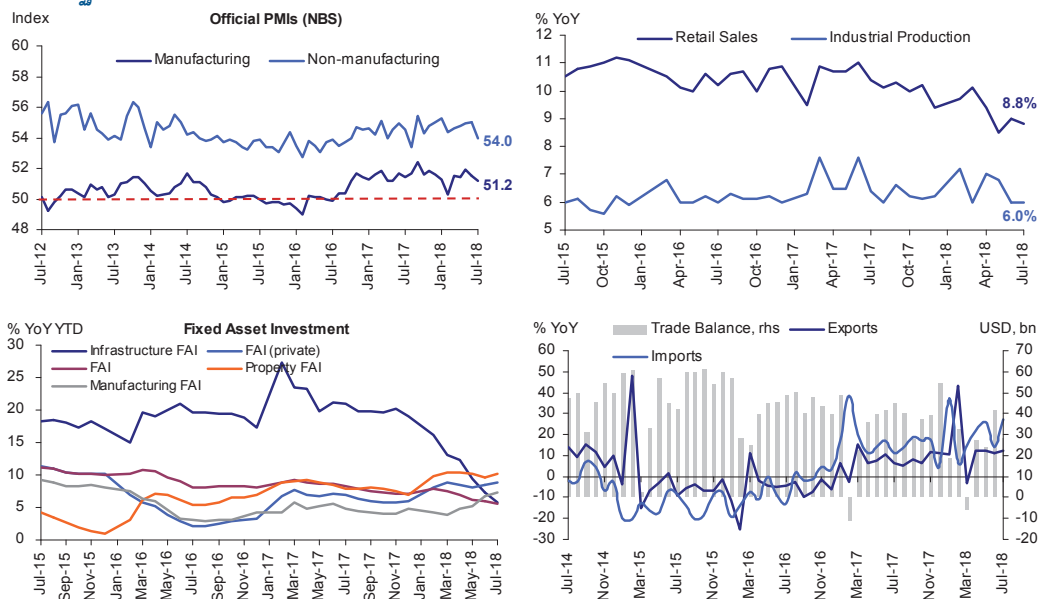 Index
Official PMIs (NBS)
60
58
56
54
52
50
48
Manufacturing
Non-manufacturing
54.0
51.2
Jul-12
Jan-13
Jul-13
Jan-14
Jul-14
Jan-15
Jul-15
Jan-16
Jul-16
Jan-17
Jul-17
Jan-18
Jul-18
% YoY
12
11
10
9
8
7
6
5
Retail Sales
Industrial Production
8.8%
6.0%
Jul-15
Oct-15
Jan-16
Apr-16
Jul-16
Oct-16
Jan-17
Apr-17
Jul-17
Oct-17
Jan-18
Apr-18
Jul-18
% YoY YTD
Fixed Asset Investment
30
25
20
15
10
5
0
Infrastructure FAI
FAI (private)
FAI
Property FAI
Manufacturing FAI
Jul-15
Sep-15
Nov-15
Jan-16
Mar-16
May-16
Jul-16
Sep-16
Nov-16
Jan-17
Mar-17
May-17
Jul-17
Sep-17
Nov-17
Jan-18
Mar-18
May-18
Jul-18
% YoY
Trade Balance, rhs
Exports
USD, bn
Imports
60
50
40
30
20
10
0
-10
-20
-30
70
60
50
40
30
20
10
0
-10
-20
Jul-14
Nov-14
Mar-15
Jul-15
Nov-15
Mar-16
Jul-16
Nov-16
Mar-17
Jul-17
Nov-17
Mar-18
Jul-18